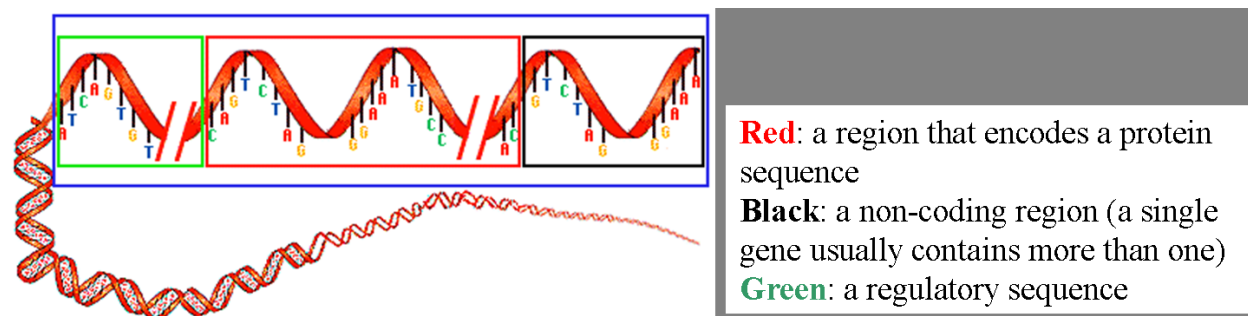 A T C A G T G T C A G T C T A G G G A A A T G C C A C G T C T A G G G A A A
Red: a region that encodes a protein
sequence
Black: a non-coding region (a single
gene usually contains more than one)
Green: a regulatory sequence